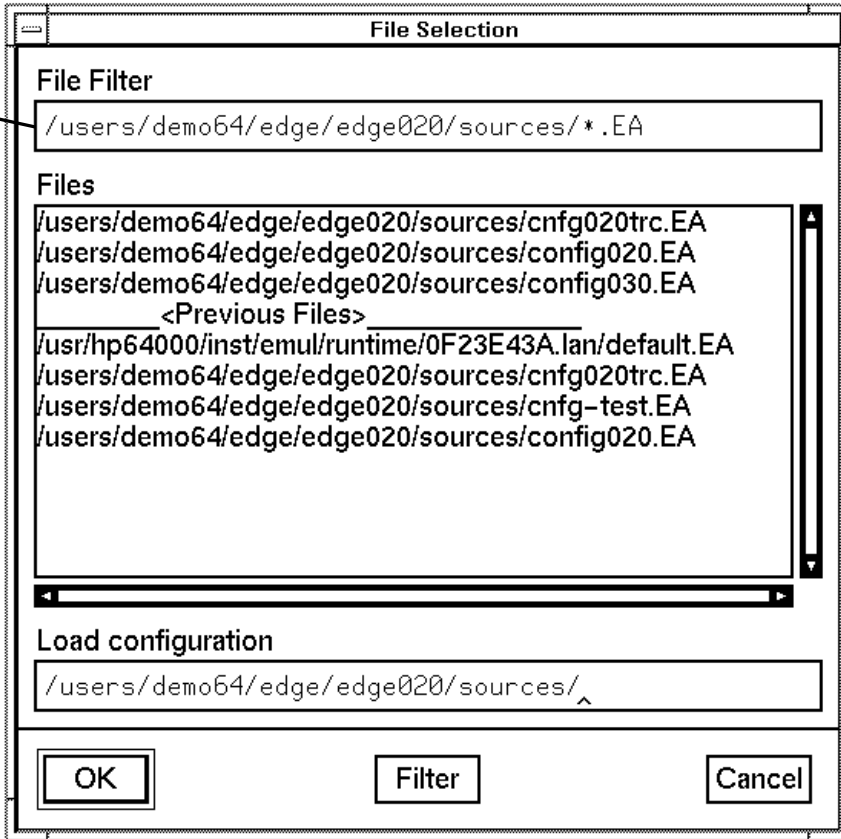 File Selection
File Filter
/users/demo64/edge/edge020/sources/*.EA
Files
/users/demo64/edge/edge020/sources/cnfg020trc.EA
/users/demo64/edge/edge020/sources/config020.EA
/users/demo64/edge/edge020/sources/config030.EA
________<Previous Files>______________
/usr/hp64000/inst/emul/runtime/0F23E43A.lan/default.EA
/users/demo64/edge/edge020/sources/cnfg020trc.EA
/users/demo64/edge/edge020/sources/cnfg-test.EA
/users/demo64/edge/edge020/sources/config020.EA
Load configuration
/users/demo64/edge/edge020/sources/
OK Filter Cancel